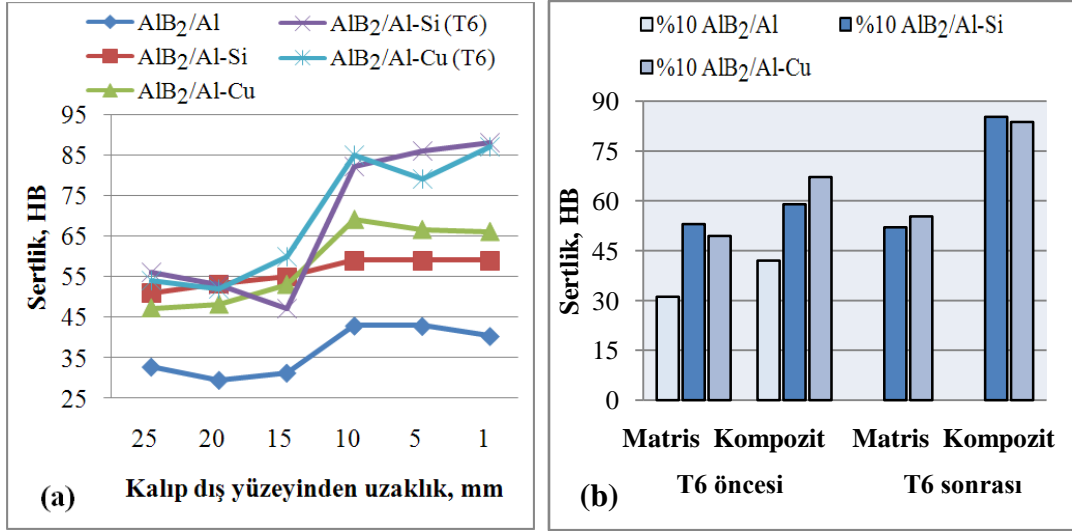 AlB2/Al
AlB2/Al-Si (T6)
AlB2/Al-Si
AlB2/Al-Cu (T6)
AlB2/Al-Cu
95
85
75
65
55
45
35
25
Sertlik, HB
25 20 15 10 5 1
(a) Kalıp dış yüzeyinden uzaklık, mm
%10 AlB2/Al
%10 AlB2/Al-Si
%10 AlB2/Al-Cu
90
75
60
45
30
15
0
Sertlik, HB
Matris Kompozit Matris Kompozit
(b) T6 öncesi T6 sonrası